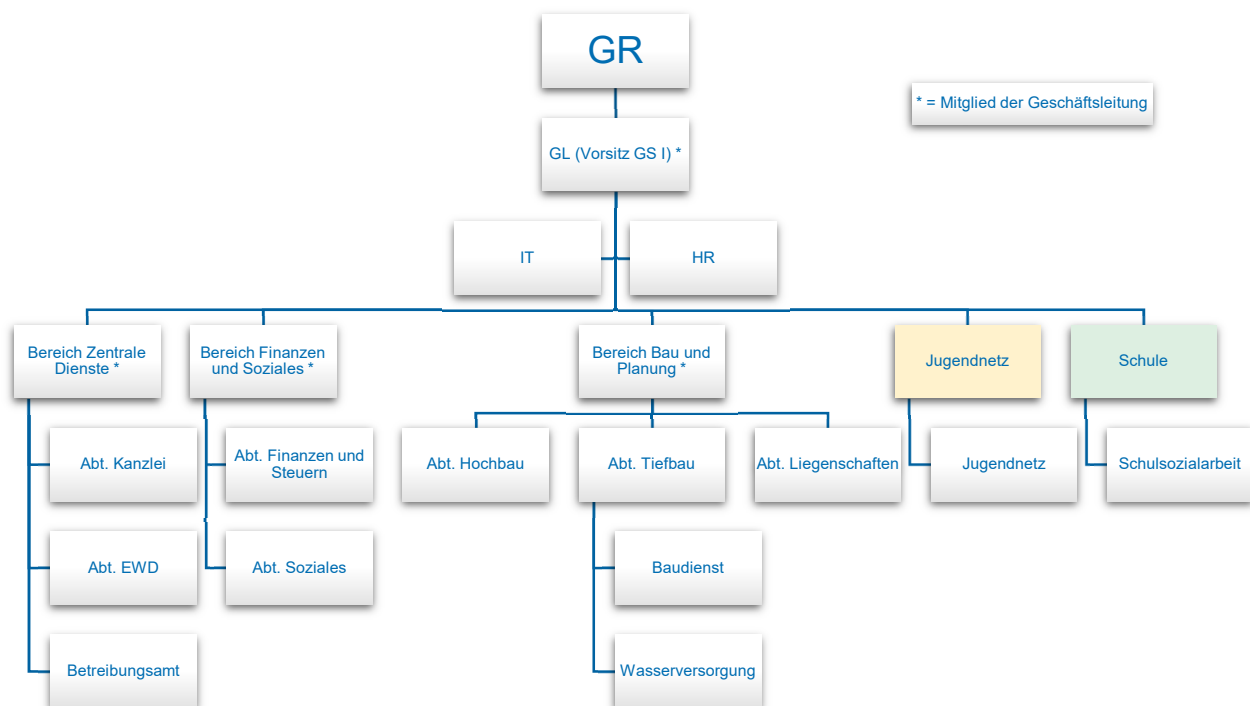 GR
* = Mitglied der Geschäftsleitung
GL (Vorsitz GS I) *
IT
HR
Bereich Zentrale
Dienste *
Bereich Finanzen
und Soziales *
Bereich Bau und
Planung *
Jugendnetz
Schule
Abt. Kanzlei
Abt. Finanzen und
Steuern
Abt. Hochbau
Abt. Tiefbau
Abt. Liegenschaften
Jugendnetz
Schulsozialarbeit
Abt. EWD
Abt. Soziales
Baudienst
Betreibungsamt
Wasserversorgung